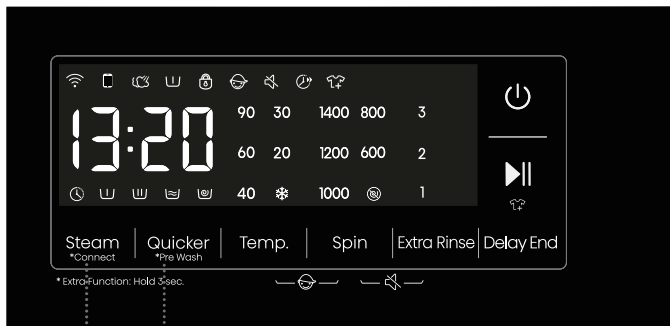 13:20
90 30 1400 800 3
60 20 1200 600 2
40 1000 1
Steam Quicker Temp. Spin Extra Rinse Delay End
*Connect *Pre Wash
* Extra Function: Hold 3 sec.